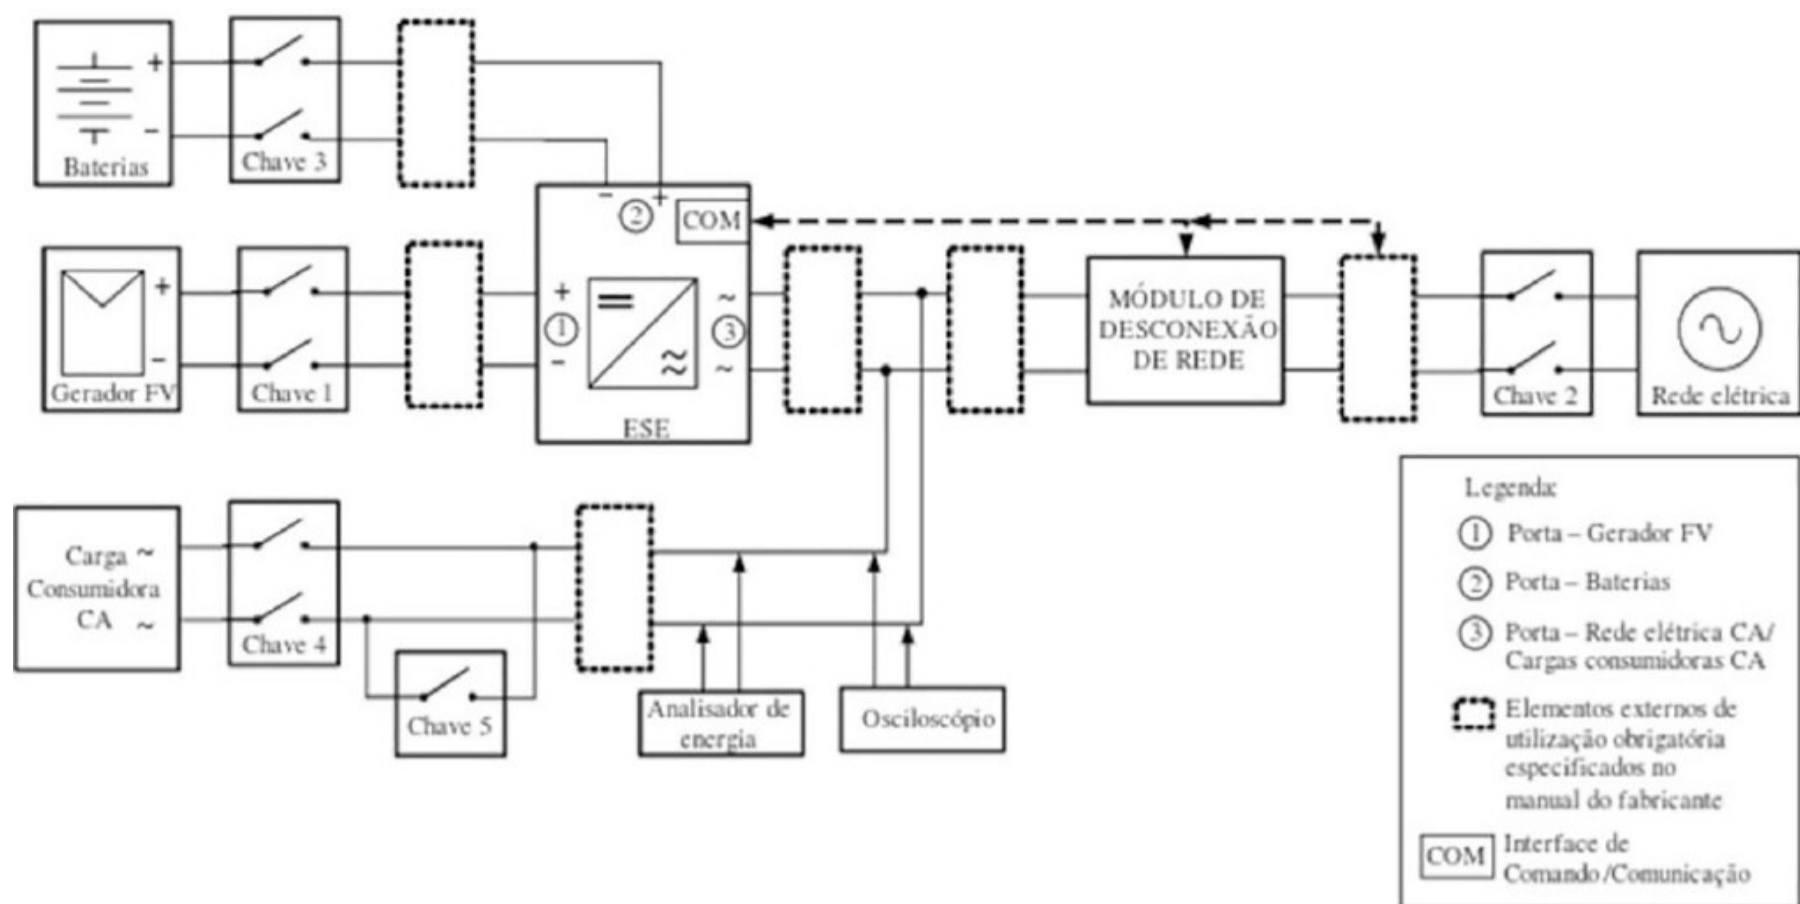 +
-
Baterias
Chave 3
- +
2
COM
+
-
Gerador FV
Chave 1
+
1
-
~
3
~
ESE
MÓDULO DE
DESCONEXÃO
DE REDE
Chave 2
Rede elétrica
Carga ~
Consumidora
CA ~
Chave 4
Chave 5
Analisador de
energia
Osciloscópio
Legenda:
1 Porta – Gerador FV
2 Porta – Baterias
3 Porta – Rede elétrica CA/
Cargas consumidoras CA
Elementos externos de
utilização obrigatória
especificados no
manual do fabricante
COM Interface de
Comando/Comunicação